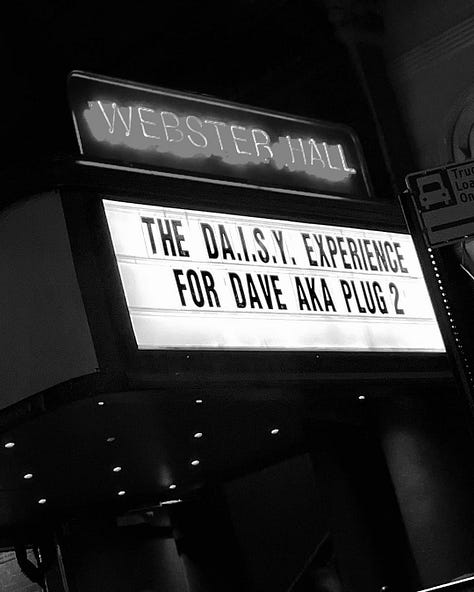 WEBSTER HALL
THE DA.I.S.Y. EXPERIENCE
FOR DAVE AKA PLUG 2